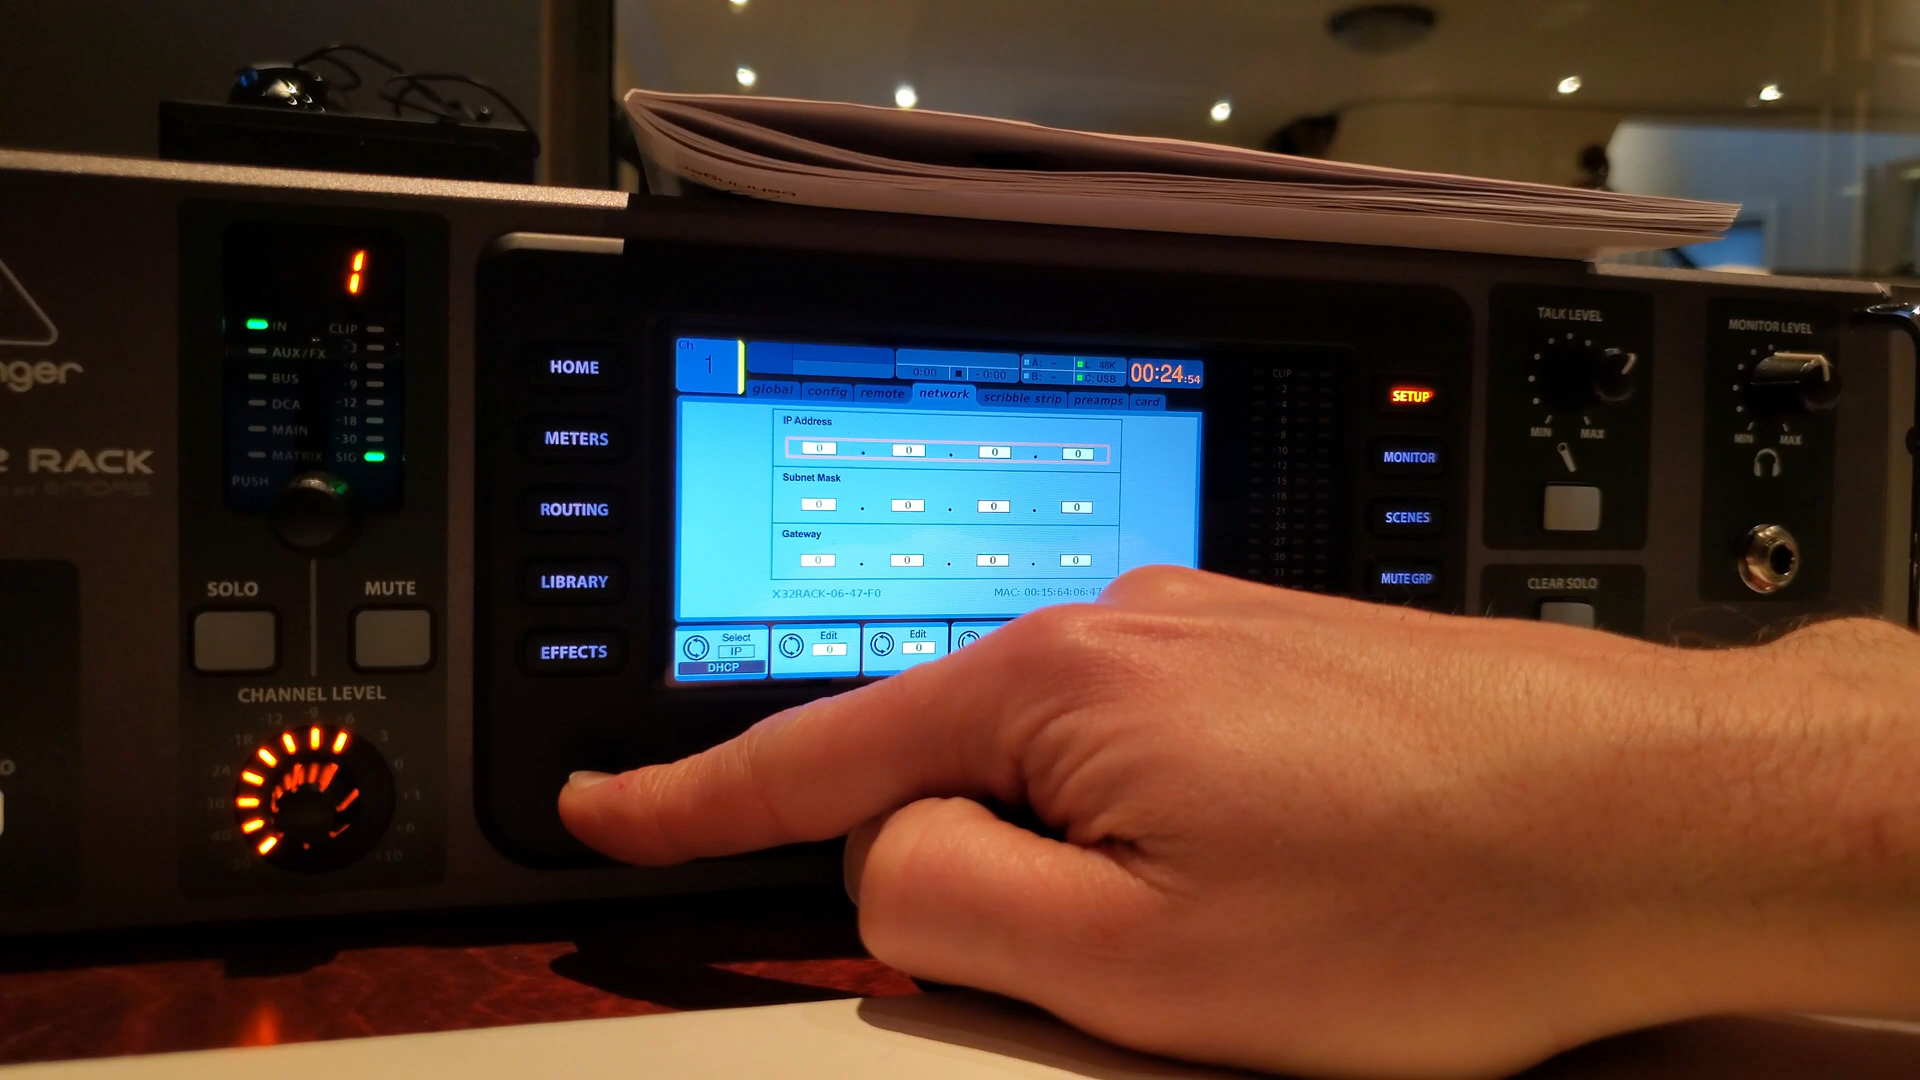 1
IN
CLIP
AUX/FX
-3
-6
BUS
-9
DCA
-12
MAIN
-18
-30
MATRIX
SIG
PUSH
RACK
SOLO
MUTE
CHANNEL LEVEL
-12 -9 -6
18
3
-24
0
30
+3
40
+6
+10
HOME
METERS
ROUTING
LIBRARY
EFFECTS
Ch
1
0:00
- 0:00
A: -
L 48K
B: -
C: USB
00:24:54
global config remote network scribble strip preamps card
IP Address
0 . 0 . 0 . 0
Subnet Mask
0 . 0 . 0 . 0
Gateway
0 . 0 . 0 . 0
X32RACK-06-47-F0
MAC: 00:15:64:06:47
Select
IP
DHCP
Edit
0
Edit
0
CLIP
-2
-4
-6
-8
-10
-12
-15
-18
-21
-24
-27
-30
-33
SETUP
MONITOR
SCENES
MUTE GRP
TALK LEVEL
MIN MAX
CLEAR SOLO
MONITOR LEVEL
MIN MAX
behringer